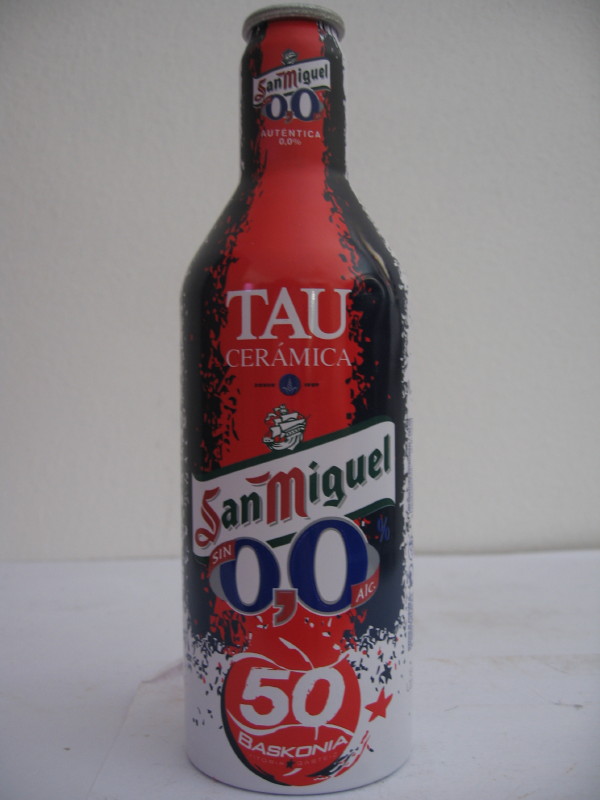 San Miguel
0,0
AUTÉNTICA
0,0%
TAU
CERÁMICA
San Miguel
SIN 0,0 %
Alc.
50
BASKONIA